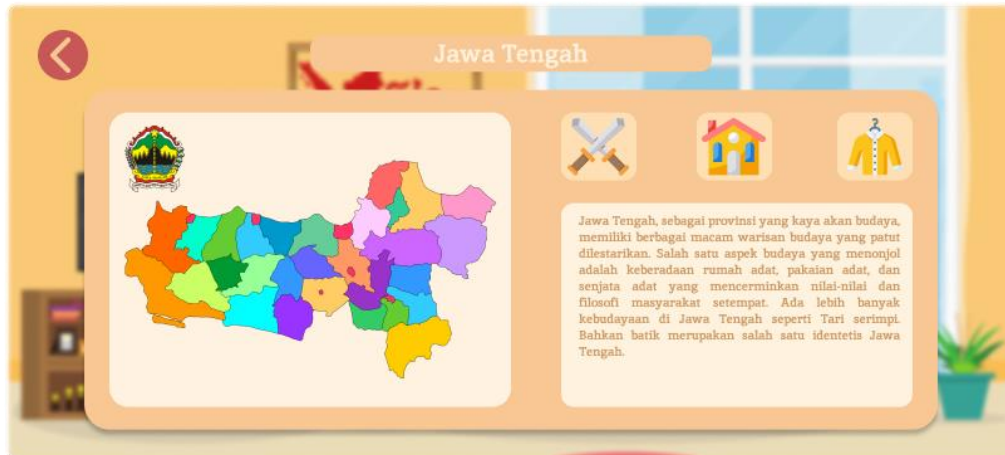 Jawa Tengah
Jawa Tengah, sebagai provinsi yang kaya akan budaya,
memiliki berbagai macam warisan budaya yang patut
dilestarikan. Salah satu aspek budaya yang menonjol
adalah keberadaan rumah adat, pakaian adat, dan
senjata adat yang mencerminkan nilai-nilai dan
filosofi masyarakat setempat. Ada lebih banyak
kebudayaan di Jawa Tengah seperti Tari serimpi.
Bahkan batik merupakan salah satu identetis Jawa
Tengah.